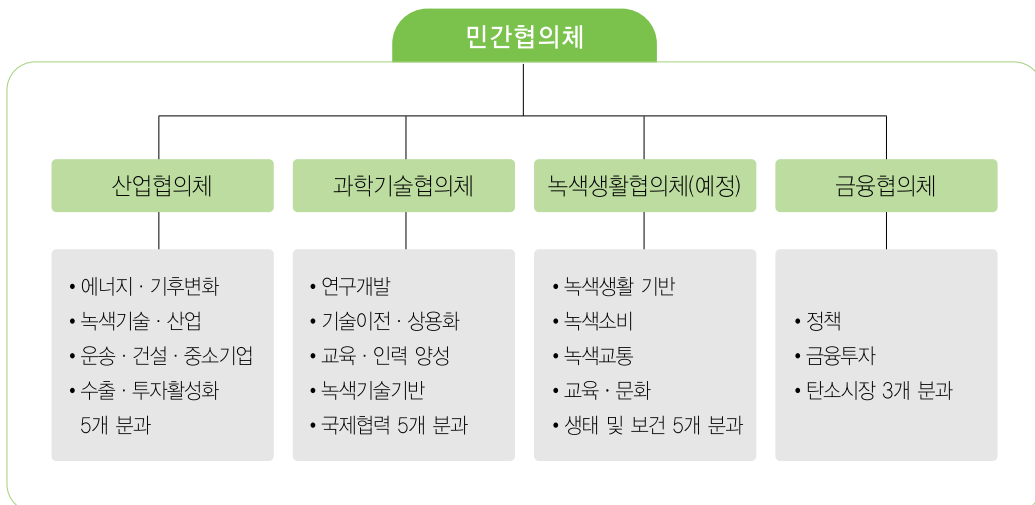 민간협의체
산업협의체
• 에너지 · 기후변화
• 녹색기술 · 산업
• 운송 · 건설 · 중소기업
• 수출 · 투자활성화
5개 분과
과학기술협의체
• 연구개발
• 기술이전 · 상용화
• 교육 · 인력 양성
• 녹색기술기반
• 국제협력 5개 분과
녹색생활협의체(예정)
• 녹색생활 기반
• 녹색소비
• 녹색교통
• 교육 · 문화
• 생태 및 보건 5개 분과
금융협의체
• 정책
• 금융투자
• 탄소시장 3개 분과